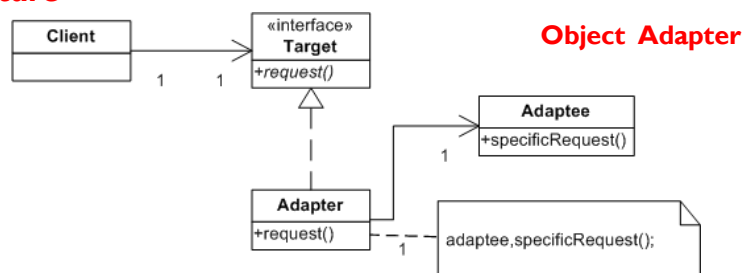 Client
«interface»
Target
+request()
Object Adapter
1
1
Adaptee
+specificRequest()
1
Adapter
+request()
1
adaptee,specificRequest();